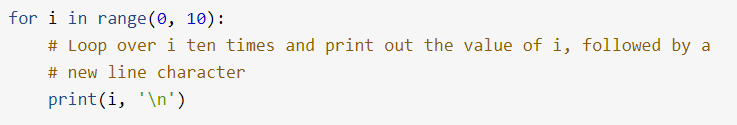 for i in range(0, 10):
    # Loop over i ten times and print out the value of i, followed by a
    # new line character
    print(i, '\n')